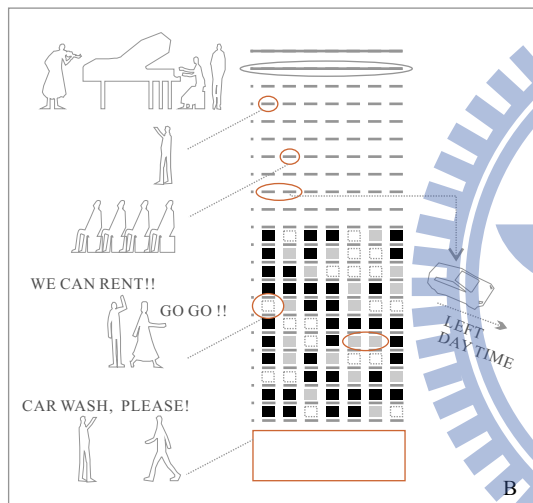 WE CAN RENT!!
GO GO !!
LEFT
DAY TIME
CAR WASH, PLEASE!
B